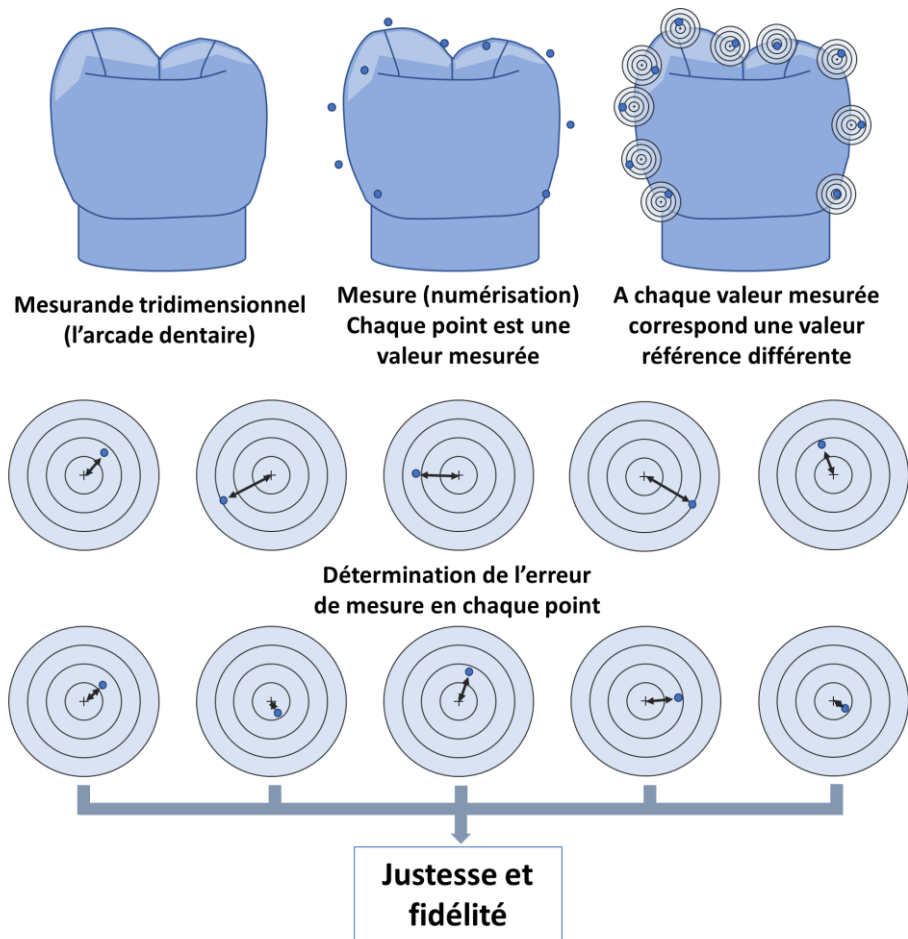 Mesurande tridimensionnel
(l'arcade dentaire)
Mesure (numérisation)
Chaque point est une
valeur mesurée
A chaque valeur mesurée
correspond une valeur
référence différente
Détermination de l'erreur
de mesure en chaque point
Justesse et
fidélité